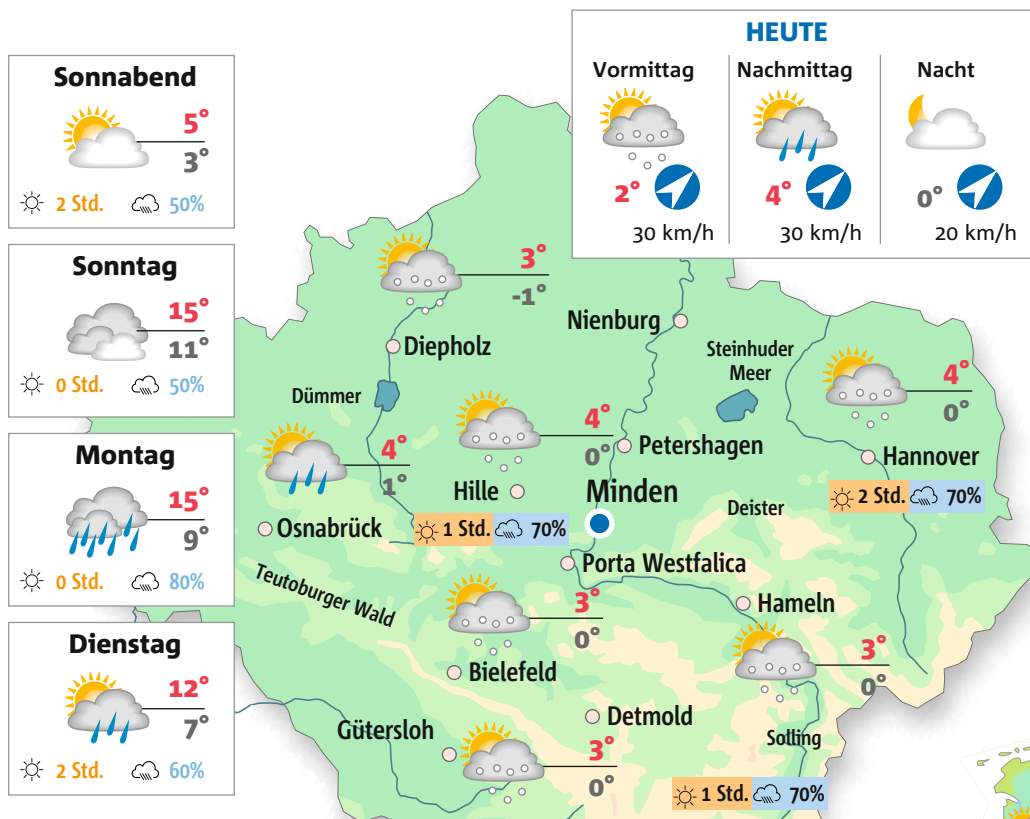 Sonnabend
5°
3°
2 Std. 50%
Sonntag
15°
11°
0 Std. 50%
Montag
15°
9°
0 Std. 80%
Dienstag
12°
7°
2 Std. 60%
HEUTE
Vormittag Nachmittag Nacht
2° 4° 0°
30 km/h 30 km/h 20 km/h
3°
-1°
Diepholz
Nienburg
Steinhuder
Meer
Dümmer
4°
0°
Hannover
2 Std. 70%
4°
0°
Petershagen
4°
1°
Hille
Minden
Osnabrück
1 Std. 70%
Deister
Porta Westfalica
Teutoburger Wald
3°
0°
Hameln
Bielefeld
3°
0°
Detmold
Gütersloh
3°
0°
Solling
1 Std. 70%